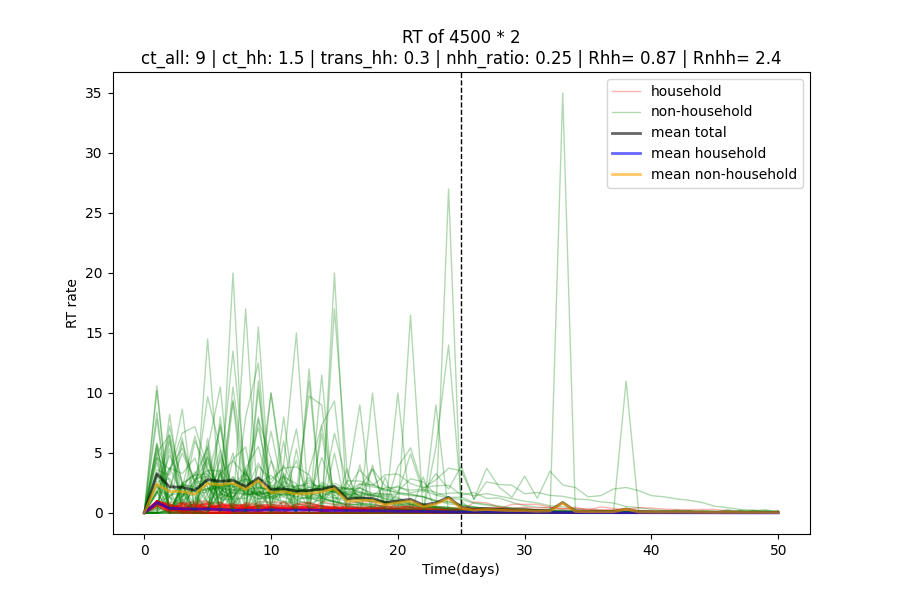 RT of 4500 * 2
ct_all: 9 | ct_hh: 1.5 | trans_hh: 0.3 | nhh_ratio: 0.25 | Rhh= 0.87 | Rnhh= 2.4
household
non-household
mean total
mean household
mean non-household
RT rate
35
30
25
20
15
10
5
0
0 10 20 30 40 50
Time(days)